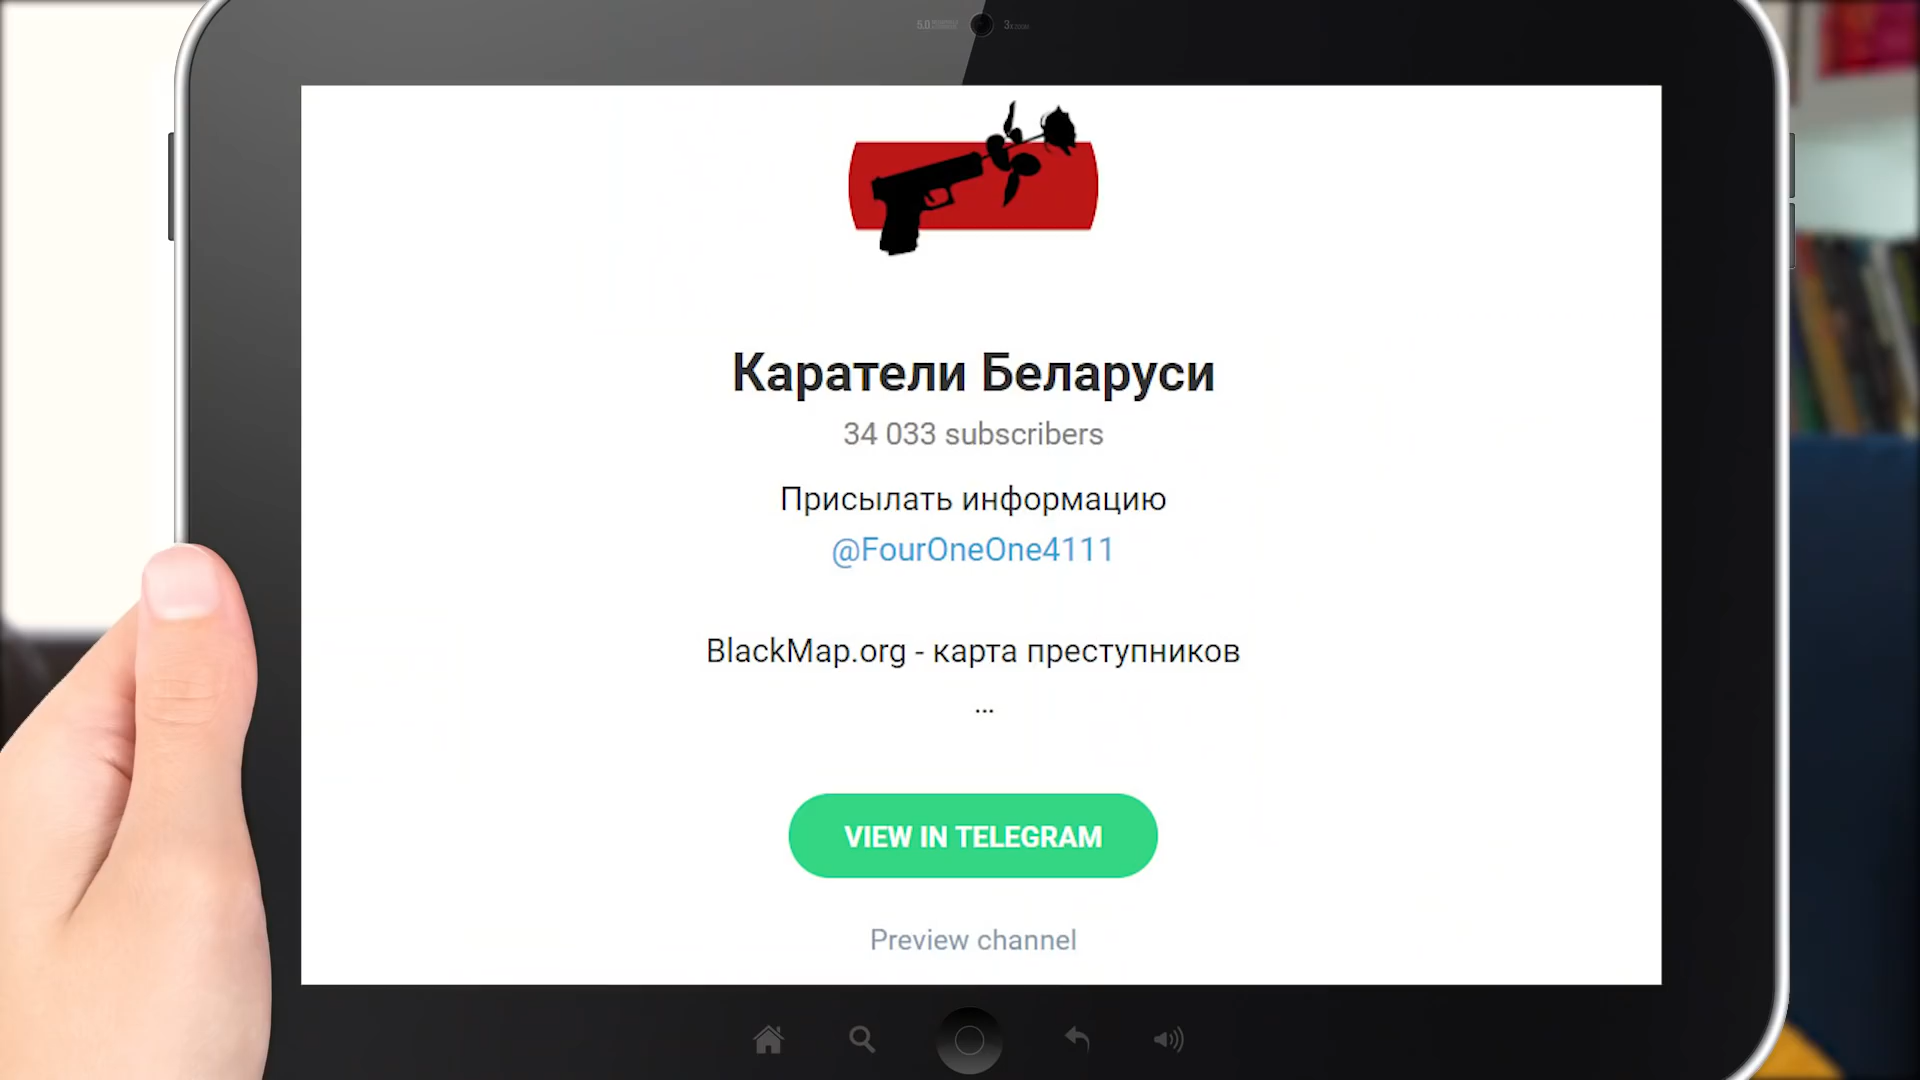 Каратели Беларуси
34 033 subscribers
Присылать информацию
@FourOneOne4111
BlackMap.org - карта преступников
...
VIEW IN TELEGRAM
Preview channel